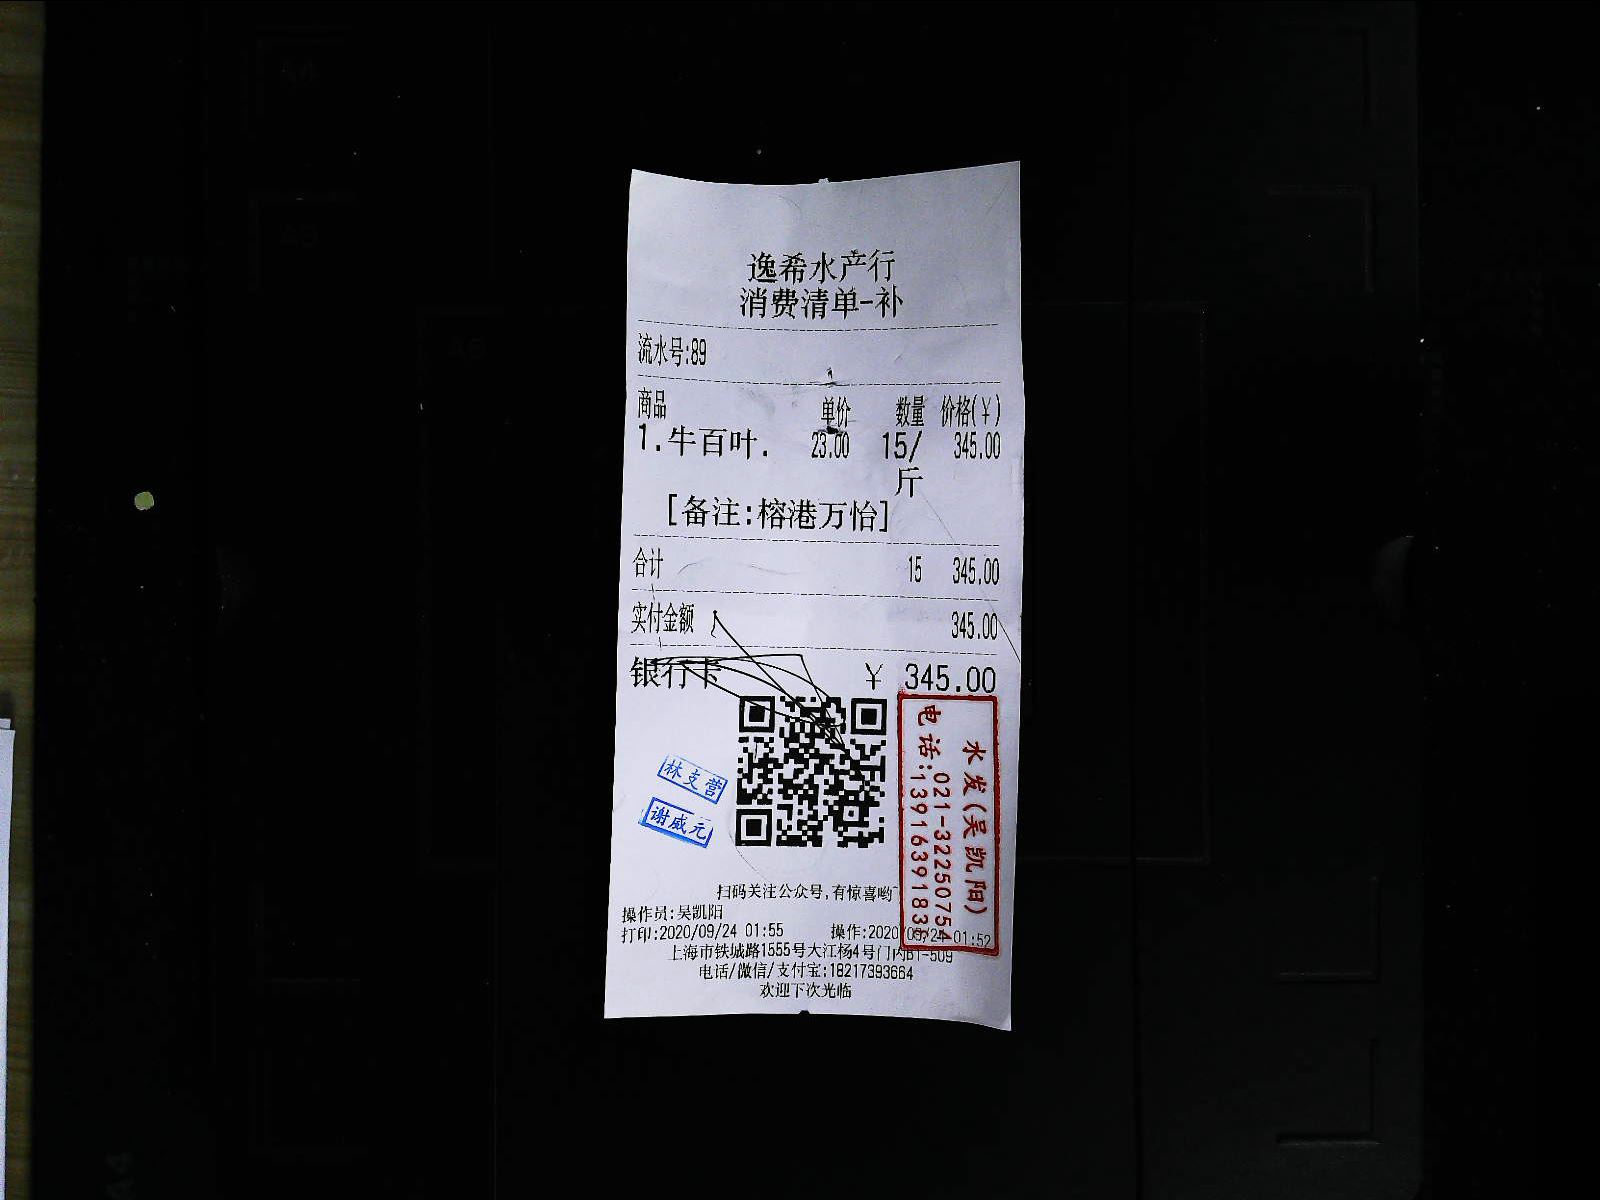 逸希水产行
消费清单-补
流水号:89
商品 单价 数量 价格(¥)
1.牛百叶. 23.00 15/斤 345.00
[备注:榕港万怡]
合计 15 345.00
实付金额 345.00
银行卡 ¥ 345.00
水发(吴凯阳)
电话:021-32250754
林支营
谢威元
扫码关注公众号,有惊喜哟
操作员:吴凯阳
打印:2020/09/24 01:55 操作:2020/09/24 01:52
上海市铁城路1555号大江杨4号门内B1-509
电话/微信/支付宝:18217393664
欢迎下次光临